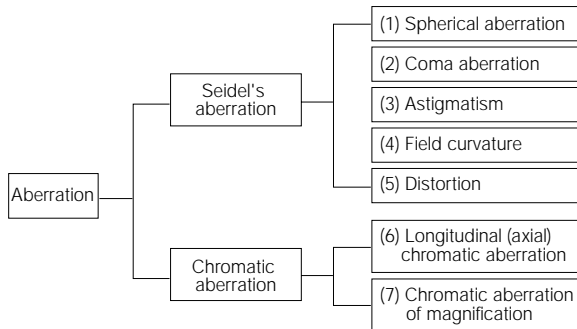 Aberration
Seidel's
aberration
(1) Spherical aberration
(2) Coma aberration
(3) Astigmatism
(4) Field curvature
(5) Distortion
Chromatic
aberration
(6) Longitudinal (axial)
chromatic aberration
(7) Chromatic aberration
of magnification